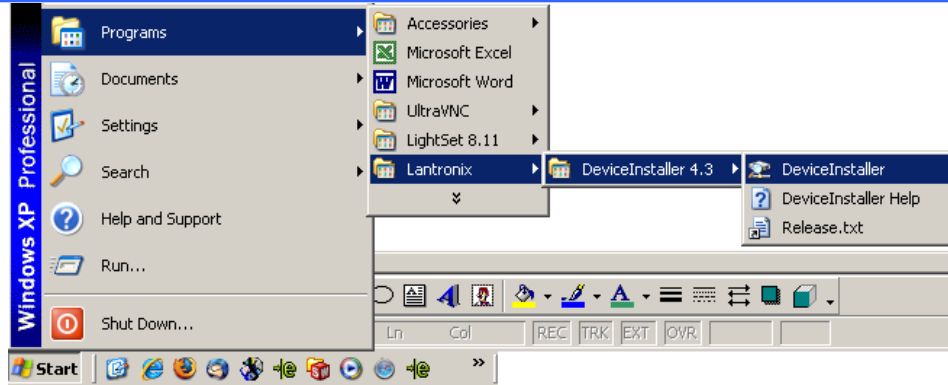 Windows XP Professional
Programs
Documents
Settings
Search
Help and Support
Run...
Shut Down...
Accessories
Microsoft Excel
Microsoft Word
UltraVNC
LightSet 8.11
Lantronix
DeviceInstaller 4.3
DeviceInstaller
DeviceInstaller Help
Release.txt
Ln Col REC TRK EXT OVR
Start